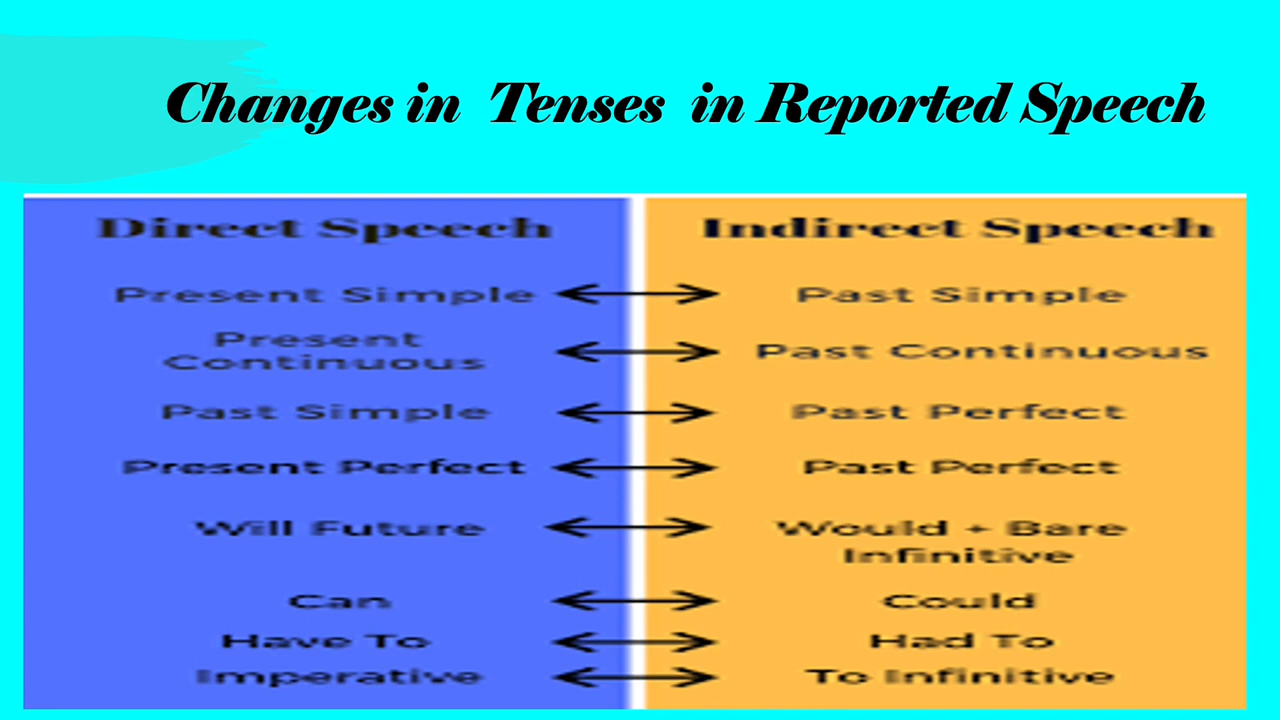 Changes in Tenses in Reported Speech
Direct Speech
Indirect Speech
Present Simple
Past Simple
Present
Continuous
Past Continuous
Past Simple
Past Perfect
Present Perfect
Past Perfect
Will Future
Would + Bare
Infinitive
Can
Could
Have To
Had To
Imperative
To Infinitive